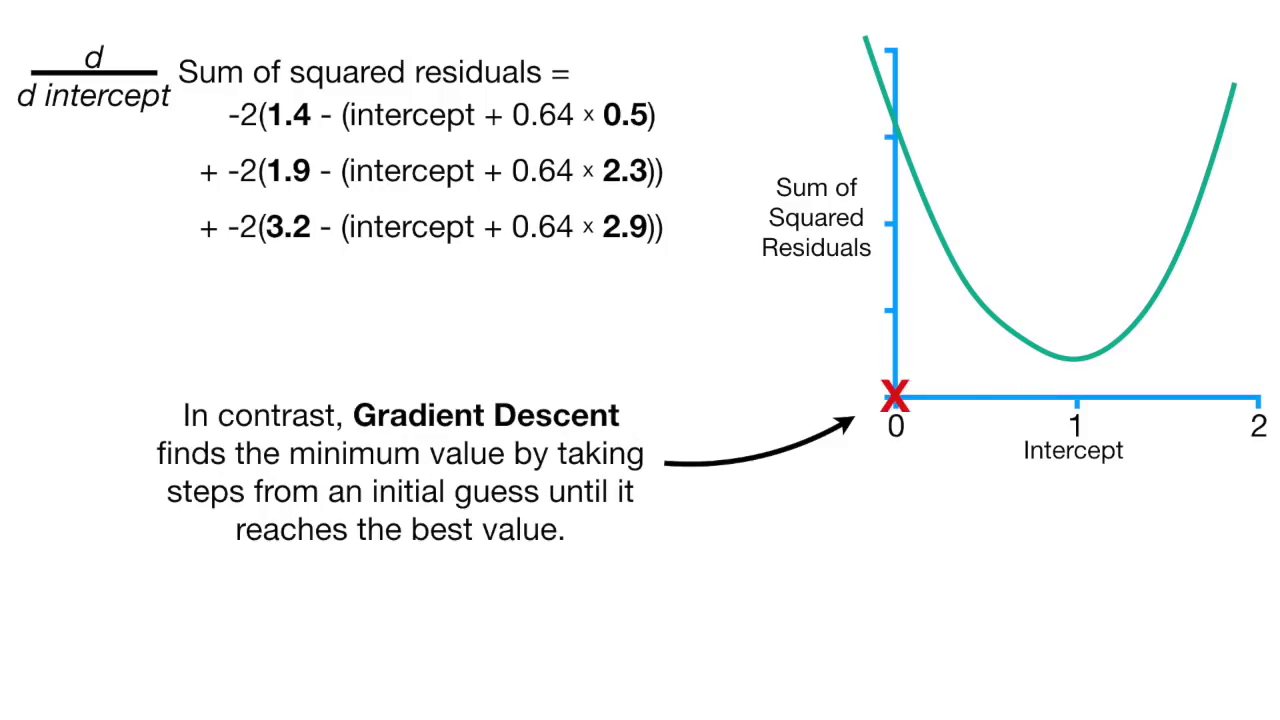 d
d intercept
Sum of squared residuals =
-2(1.4 - (intercept + 0.64 x 0.5)
+ -2(1.9 - (intercept + 0.64 x 2.3))
+ -2(3.2 - (intercept + 0.64 x 2.9))
In contrast, Gradient Descent
finds the minimum value by taking
steps from an initial guess until it
reaches the best value.
Sum of
Squared
Residuals
X
0 1 2
Intercept